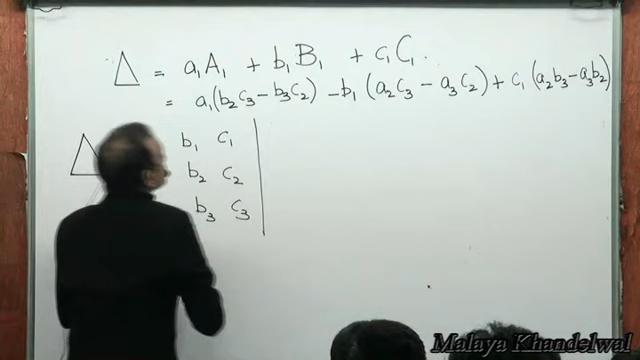 Δ = a₁A₁ + b₁B₁ + c₁C₁.
= a₁(b₂c₃ − b₃c₂) − b₁(a₂c₃ − a₃c₂) + c₁(a₂b₃ − a₃b₂)
Δ b₁ c₁ |
b₂ c₂
b₃ c₃
Malaya Khandelwal